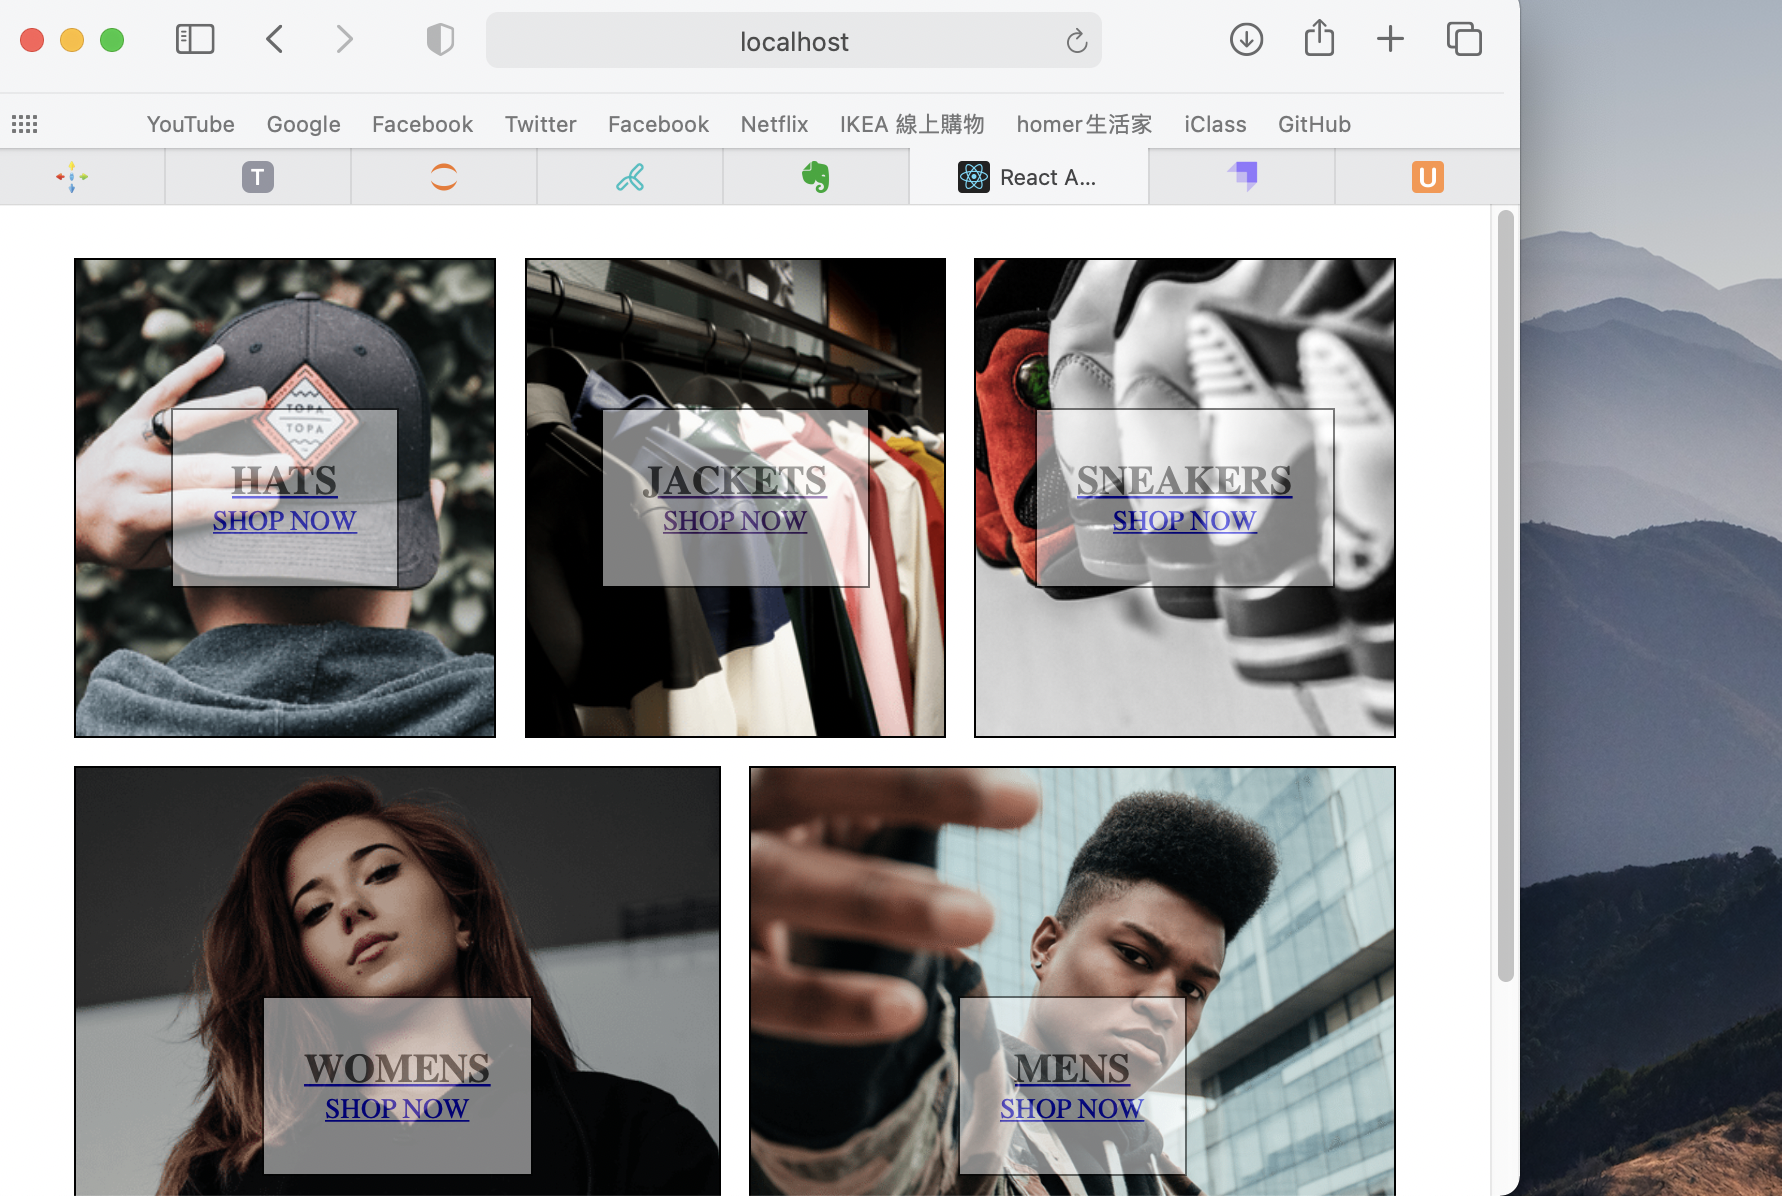 localhost
YouTube Google Facebook Twitter Facebook Netflix IKEA 線上購物 homer生活家 iClass GitHub
T React A... U
TOPA
TOPA
HATS
SHOP NOW
JACKETS
SHOP NOW
SNEAKERS
SHOP NOW
WOMENS
SHOP NOW
MENS
SHOP NOW